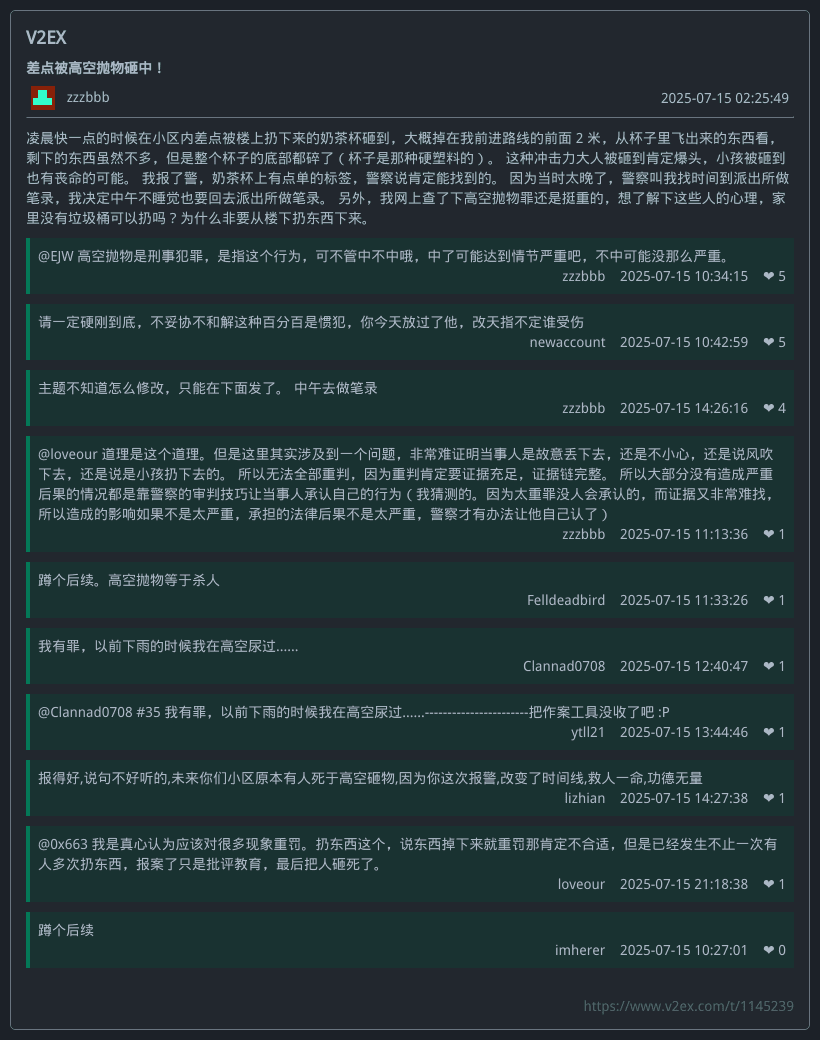 V2EX
差点被高空抛物砸中！
zzzbbb 2025-07-15 02:25:49
凌晨快一点的时候在小区内差点被楼上扔下来的奶茶杯砸到，大概掉在我前进路线的前面 2 米，从杯子里飞出来的东西看，
剩下的东西虽然不多，但是整个杯子的底部都碎了（杯子是那种硬塑料的）。 这种冲击力大人被砸到肯定爆头，小孩被砸到
也有丧命的可能。 我报了警，奶茶杯上有点单的标签，警察说肯定能找到的。 因为当时太晚了，警察叫我找时间到派出所做
笔录，我决定中午不睡觉也要回去派出所做笔录。 另外，我网上查了下高空抛物罪还是挺重的，想了解下这些人的心理，家
里没有垃圾桶可以扔吗？为什么非要从楼下扔东西下来。
@EJW 高空抛物是刑事犯罪，是指这个行为，可不管中不中哦，中了可能达到情节严重吧，不中可能没那么严重。
zzzbbb 2025-07-15 10:34:15 ❤ 5
请一定硬刚到底，不妥协不和解这种百分百是惯犯，你今天放过了他，改天指不定谁受伤
newaccount 2025-07-15 10:42:59 ❤ 5
主题不知道怎么修改，只能在下面发了。 中午去做笔录
zzzbbb 2025-07-15 14:26:16 ❤ 4
@loveour 道理是这个道理。但是这里其实涉及到一个问题，非常难证明当事人是故意丢下去，还是不小心，还是说风吹
下去，还是说是小孩扔下去的。 所以无法全部重判，因为重判肯定要证据充足，证据链完整。 所以大部分没有造成严重
后果的情况都是靠警察的审判技巧让当事人承认自己的行为（我猜测的。因为太重罪没人会承认的，而证据又非常难找，
所以造成的影响如果不是太严重，承担的法律后果不是太严重，警察才有办法让他自己认了）
zzzbbb 2025-07-15 11:13:36 ❤ 1
蹲个后续。高空抛物等于杀人
Felldeadbird 2025-07-15 11:33:26 ❤ 1
我有罪，以前下雨的时候我在高空尿过......
Clannad0708 2025-07-15 12:40:47 ❤ 1
@Clannad0708 #35 我有罪，以前下雨的时候我在高空尿过......-----------------------把作案工具没收了吧 :P
ytll21 2025-07-15 13:44:46 ❤ 1
报得好,说句不好听的,未来你们小区原本有人死于高空砸物,因为你这次报警,改变了时间线,救人一命,功德无量
lizhian 2025-07-15 14:27:38 ❤ 1
@0x663 我是真心认为应该对很多现象重罚。扔东西这个，说东西掉下来就重罚那肯定不合适，但是已经发生不止一次有
人多次扔东西，报案了只是批评教育，最后把人砸死了。
loveour 2025-07-15 21:18:38 ❤ 1
蹲个后续
imherer 2025-07-15 10:27:01 ❤ 0
https://www.v2ex.com/t/1145239